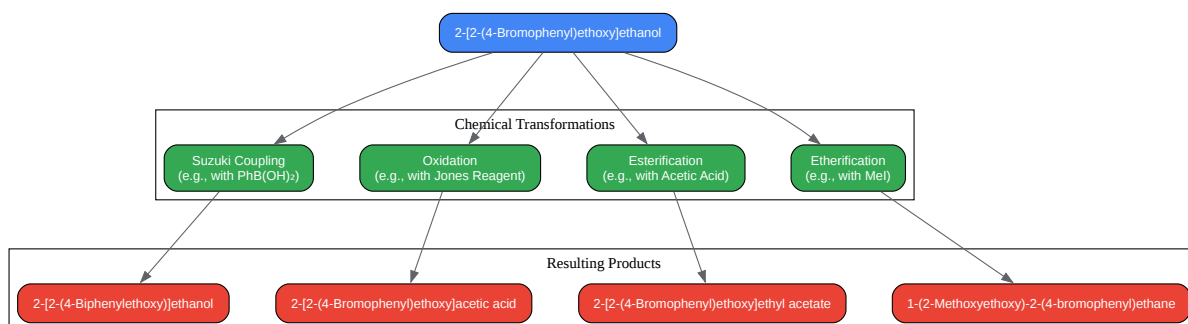 2-[2-(4-Bromophenyl)ethoxy]ethanol
Chemical Transformations
Suzuki Coupling
(e.g., with PhB(OH)₂)
Oxidation
(e.g., with Jones Reagent)
Esterification
(e.g., with Acetic Acid)
Etherification
(e.g., with MeI)
Resulting Products
2-[2-(4-Biphenylethoxy)]ethanol
2-[2-(4-Bromophenyl)ethoxy]acetic acid
2-[2-(4-Bromophenyl)ethoxy]ethyl acetate
1-(2-Methoxyethoxy)-2-(4-bromophenyl)ethane